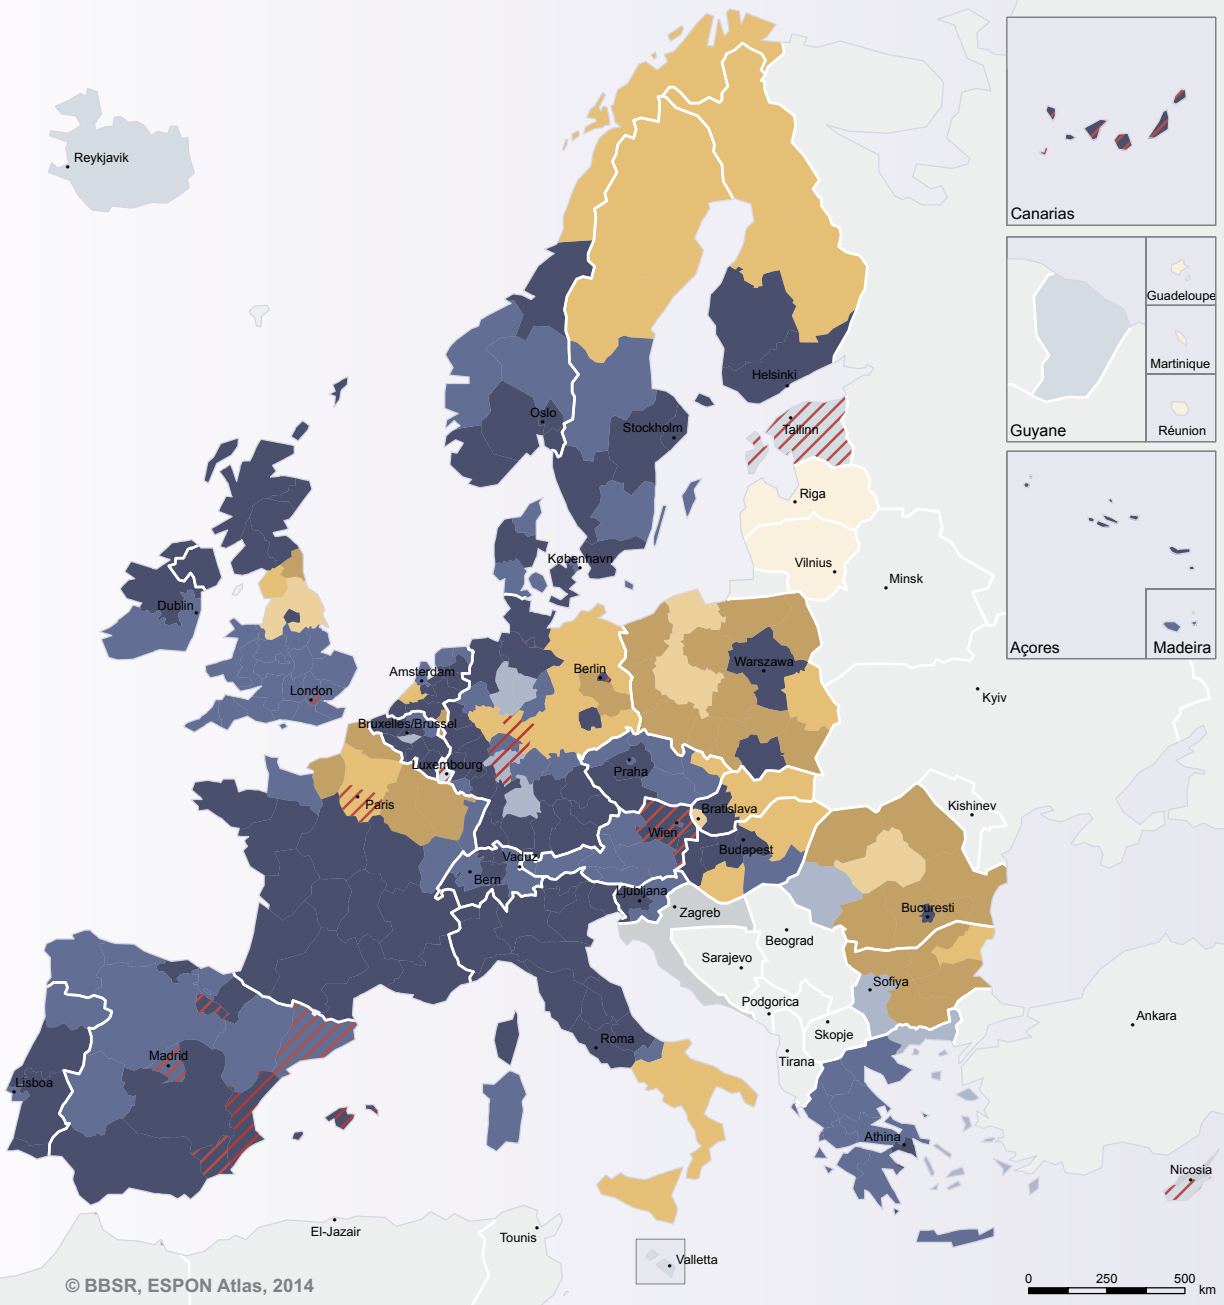 Reykjavik
Canarias
Guadeloupe
Martinique
Guyane
Réunion
Helsinki
Oslo
Stockholm
Tallinn
Riga
København
Vilnius
Minsk
Dublin
Açores
Madeira
Amsterdam
Berlin
Warszawa
London
Kyiv
Bruxelles/Brussel
Luxembourg
Praha
Paris
Kishinev
Bratislava
Wien
Budapest
Vaduz
Bern
Ljubljana
Zagreb
Bucuresti
Beograd
Sarajevo
Sofiya
Podgorica
Ankara
Skopje
Roma
Madrid
Tirana
Lisboa
Athina
Nicosia
El-Jazair
Tounis
Valletta
© BBSR, ESPON Atlas, 2014
0 250 500
km